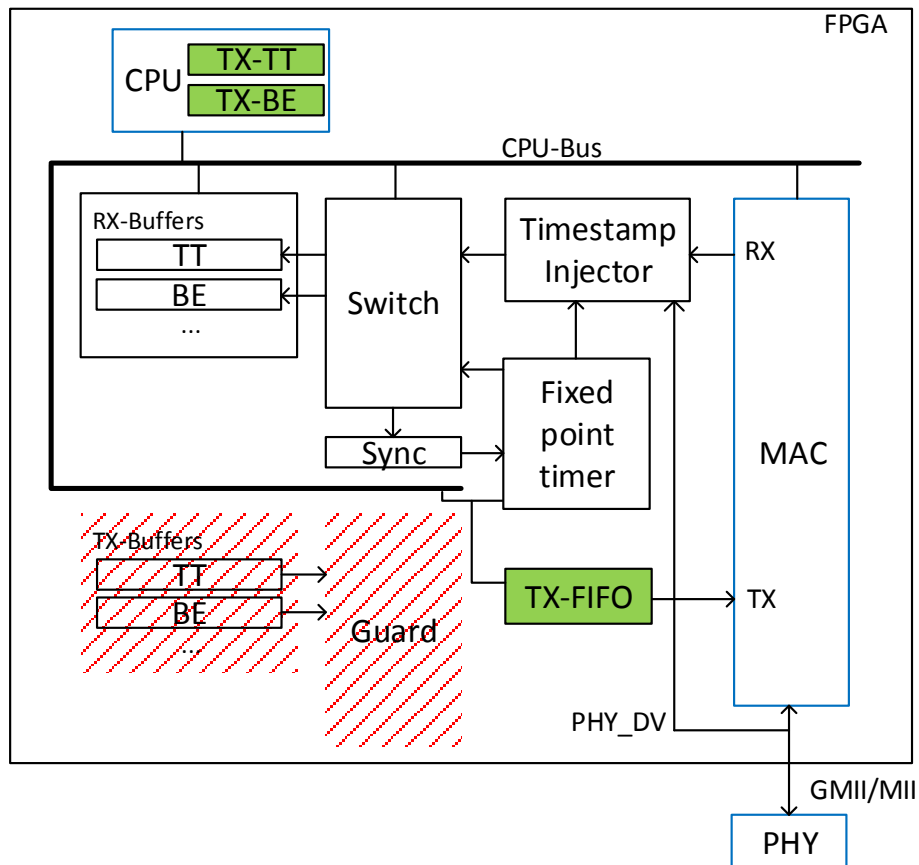 FPGA
CPU
TX-TT
TX-BE
CPU-Bus
RX-Buffers
TT
BE
...
Switch
Timestamp
Injector
RX
Fixed
point
timer
Sync
MAC
TX-Buffers
TT
BE
...
Guard
TX-FIFO
TX
PHY_DV
GMII/MII
PHY